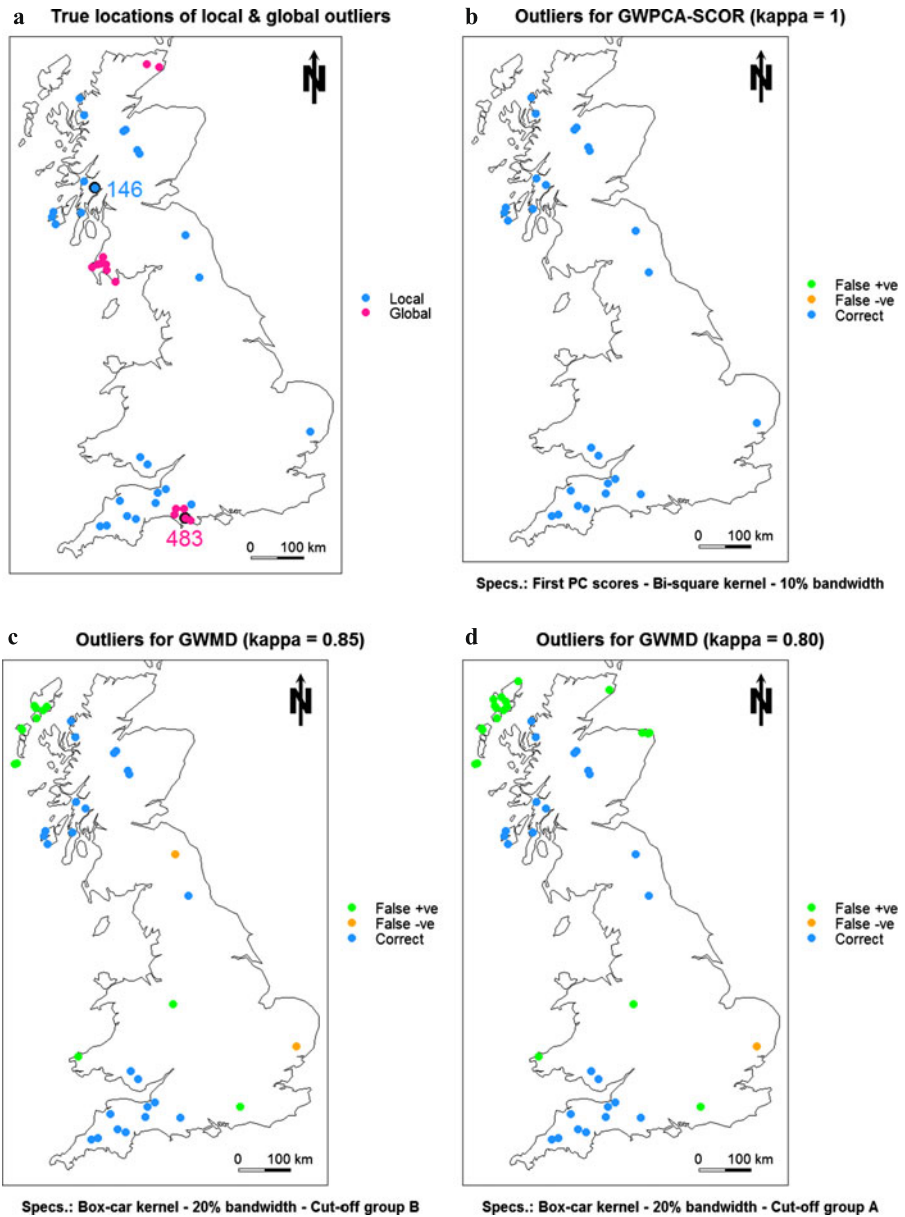 a True locations of local & global outliers
N
146
Local
Global
483
0 100 km
b Outliers for GWPCA-SCOR (kappa = 1)
N
False +ve
False -ve
Correct
0 100 km
Specs.: First PC scores - Bi-square kernel - 10% bandwidth
c Outliers for GWMD (kappa = 0.85)
N
False +ve
False -ve
Correct
0 100 km
Specs.: Box-car kernel - 20% bandwidth - Cut-off group B
d Outliers for GWMD (kappa = 0.80)
N
False +ve
False -ve
Correct
0 100 km
Specs.: Box-car kernel - 20% bandwidth - Cut-off group A